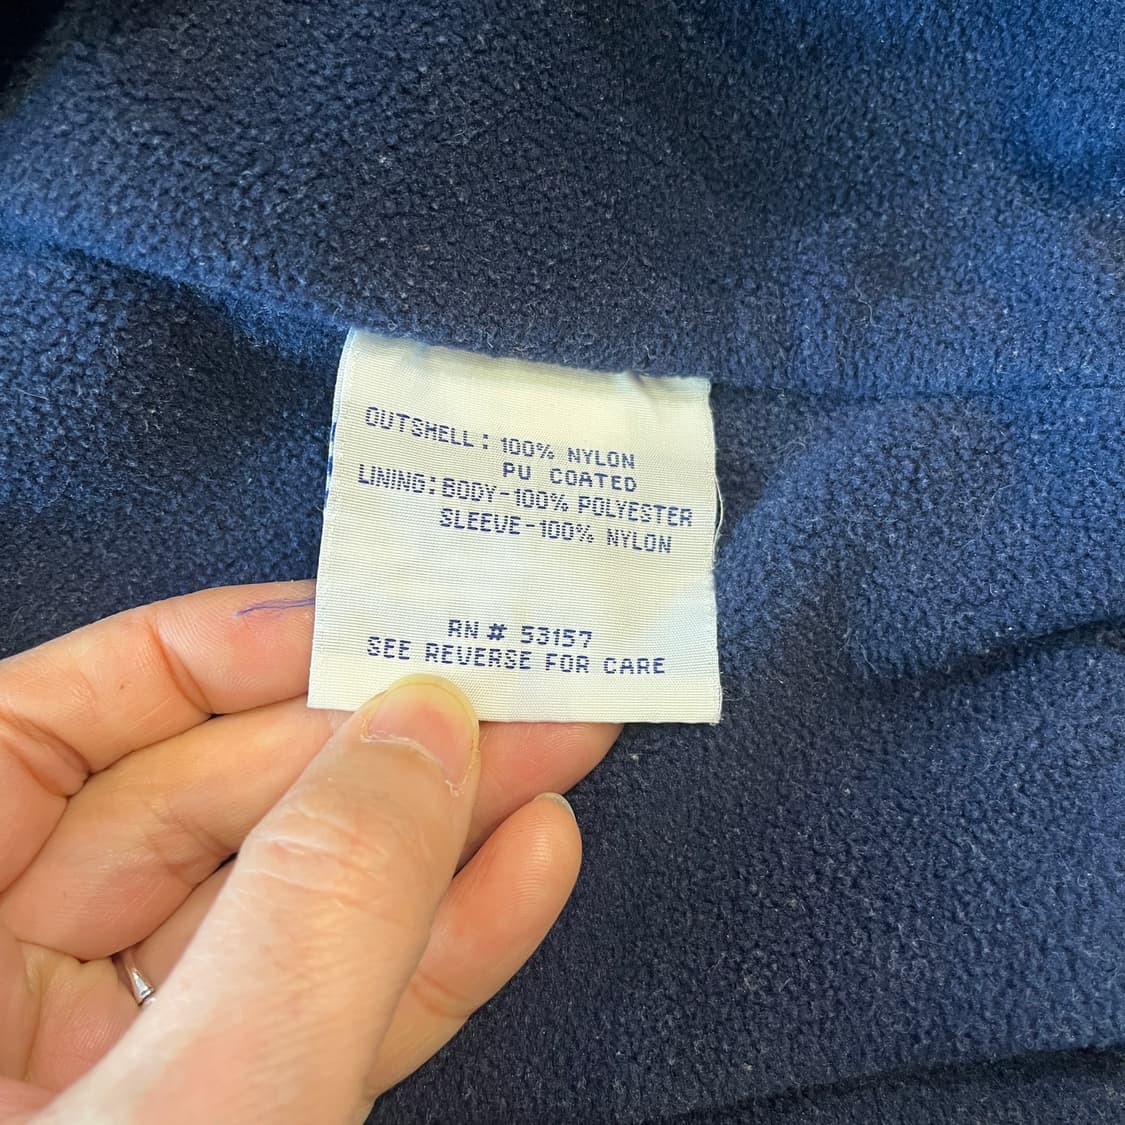 OUTSHELL: 100% NYLON
PU COATED
LINING: BODY-100% POLYESTER
SLEEVE-100% NYLON
RN # 53157
SEE REVERSE FOR CARE